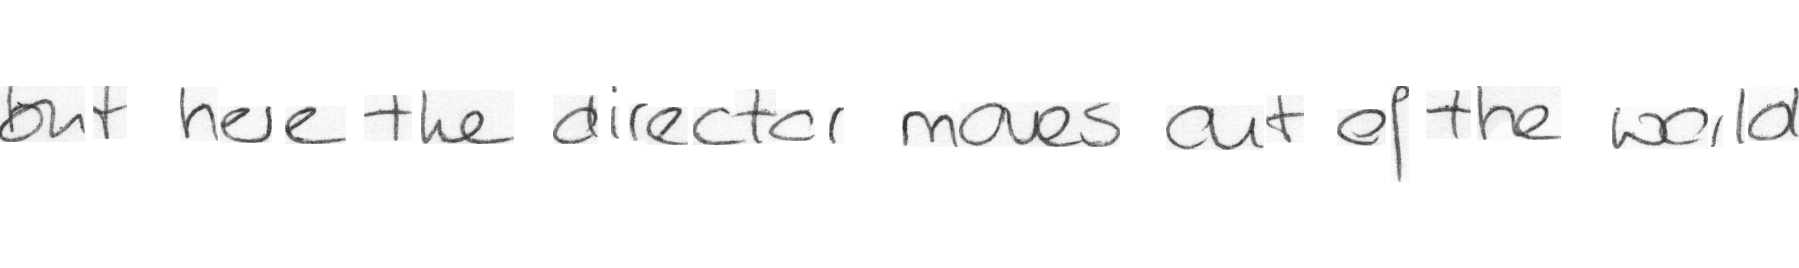 but here the director moves out of the world